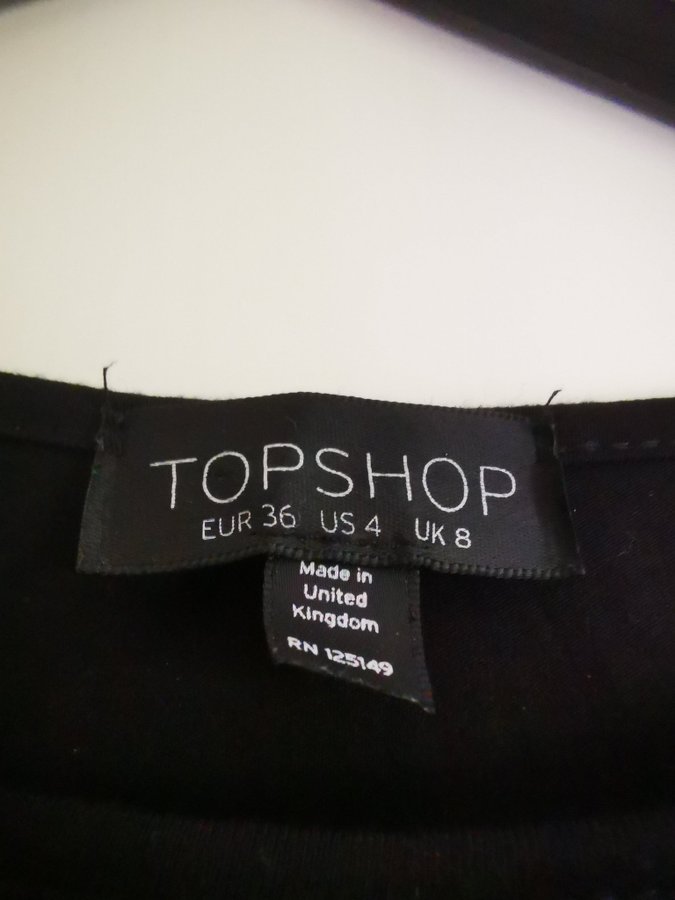 TOPSHOP
EUR 36 US 4 UK 8
Made in
United
Kingdom
RN 125149